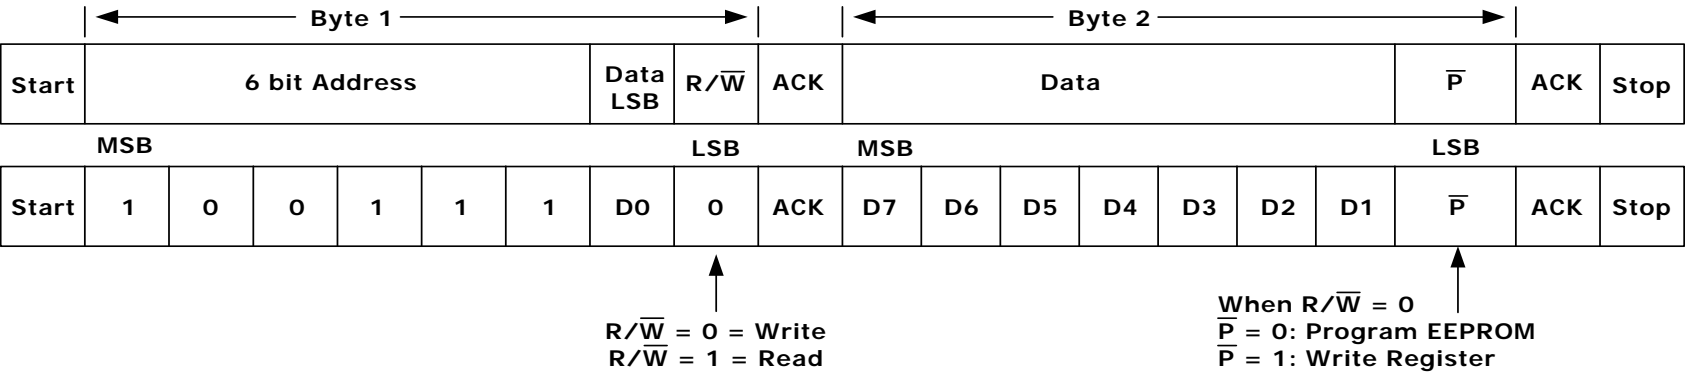 Byte 1 Byte 2
Start 6 bit Address Data LSB R/W̅ ACK Data P̅ ACK Stop
MSB LSB MSB LSB
Start 1 0 0 1 1 1 D0 0 ACK D7 D6 D5 D4 D3 D2 D1 P̅ ACK Stop
When R/W̅ = 0
R/W̅ = 0 = Write P̅ = 0: Program EEPROM
R/W̅ = 1 = Read P̅ = 1: Write Register